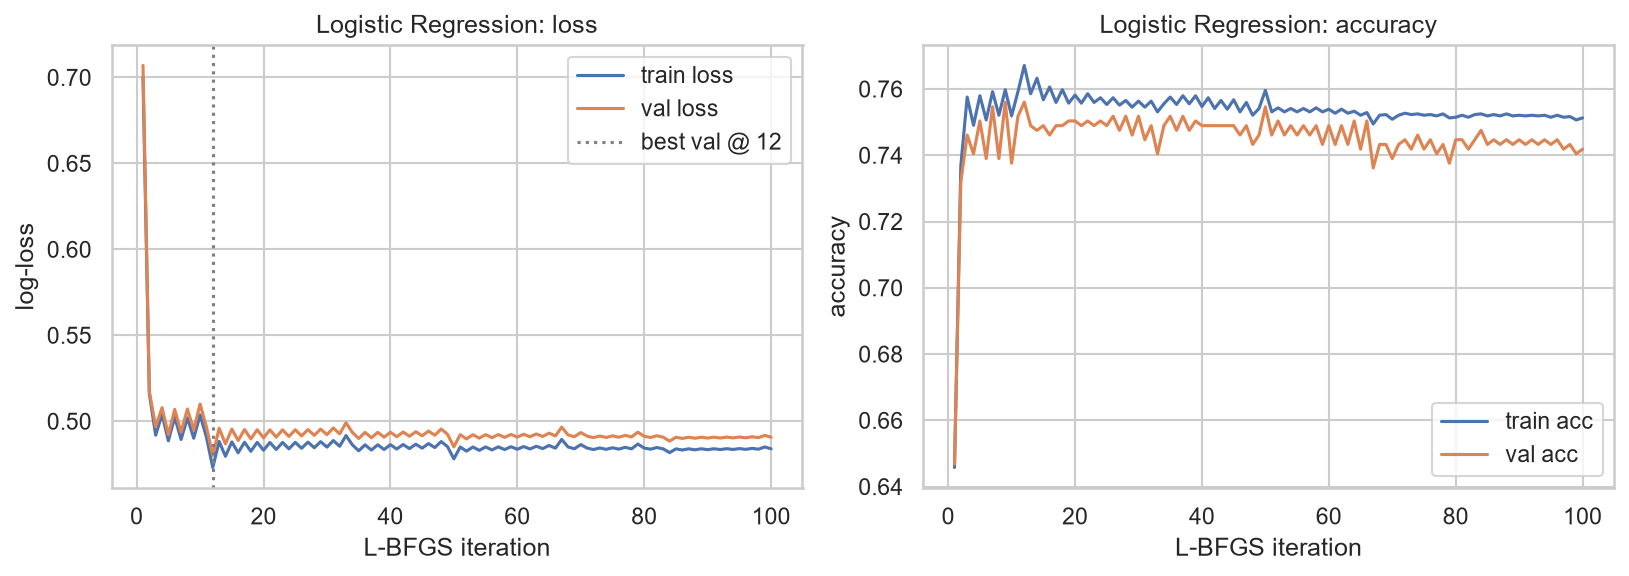 Logistic Regression: loss
0.70
0.65
0.60
0.55
0.50
log-loss
0 20 40 60 80 100
L-BFGS iteration
train loss
val loss
best val @ 12
Logistic Regression: accuracy
0.76
0.74
0.72
0.70
0.68
0.66
0.64
accuracy
0 20 40 60 80 100
L-BFGS iteration
train acc
val acc